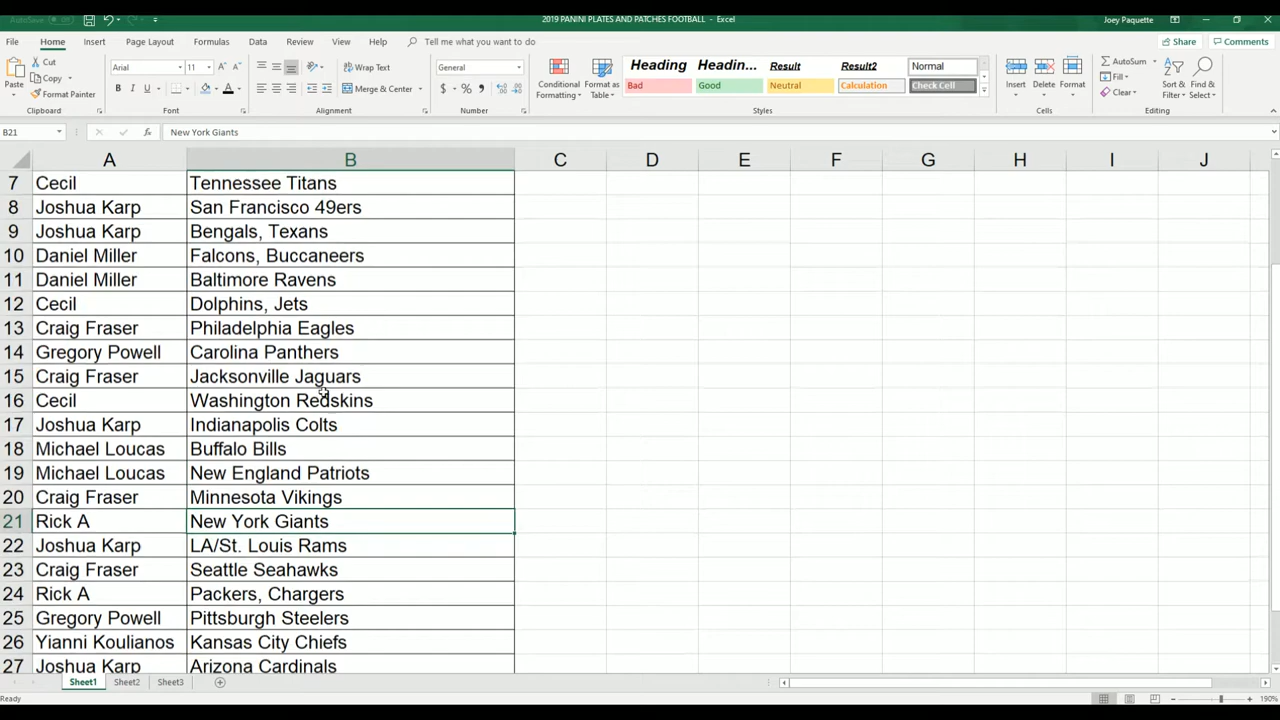 AutoSave Off
2019 PANINI PLATES AND PATCHES FOOTBALL - Excel
Joey Paquette
File Home Insert Page Layout Formulas Data Review View Help Tell me what you want to do Share Comments
Paste Cut Copy Format Painter Clipboard
Arial 11 B I U A Font
Wrap Text Merge & Center Alignment
General $ % Number
Conditional Formatting Format as Table
Heading Headin... Result Result2 Normal
Bad Good Neutral Calculation Check Cell
Styles
Insert Delete Format Cells
AutoSum Fill Clear Sort & Filter Find & Select Editing
B21 fx New York Giants
A B C D E F G H I J
7 Cecil Tennessee Titans
8 Joshua Karp San Francisco 49ers
9 Joshua Karp Bengals, Texans
10 Daniel Miller Falcons, Buccaneers
11 Daniel Miller Baltimore Ravens
12 Cecil Dolphins, Jets
13 Craig Fraser Philadelphia Eagles
14 Gregory Powell Carolina Panthers
15 Craig Fraser Jacksonville Jaguars
16 Cecil Washington Redskins
17 Joshua Karp Indianapolis Colts
18 Michael Loucas Buffalo Bills
19 Michael Loucas New England Patriots
20 Craig Fraser Minnesota Vikings
21 Rick A New York Giants
22 Joshua Karp LA/St. Louis Rams
23 Craig Fraser Seattle Seahawks
24 Rick A Packers, Chargers
25 Gregory Powell Pittsburgh Steelers
26 Yianni Koulianos Kansas City Chiefs
27 Joshua Karp Arizona Cardinals
Sheet1 Sheet2 Sheet3
Ready 190%